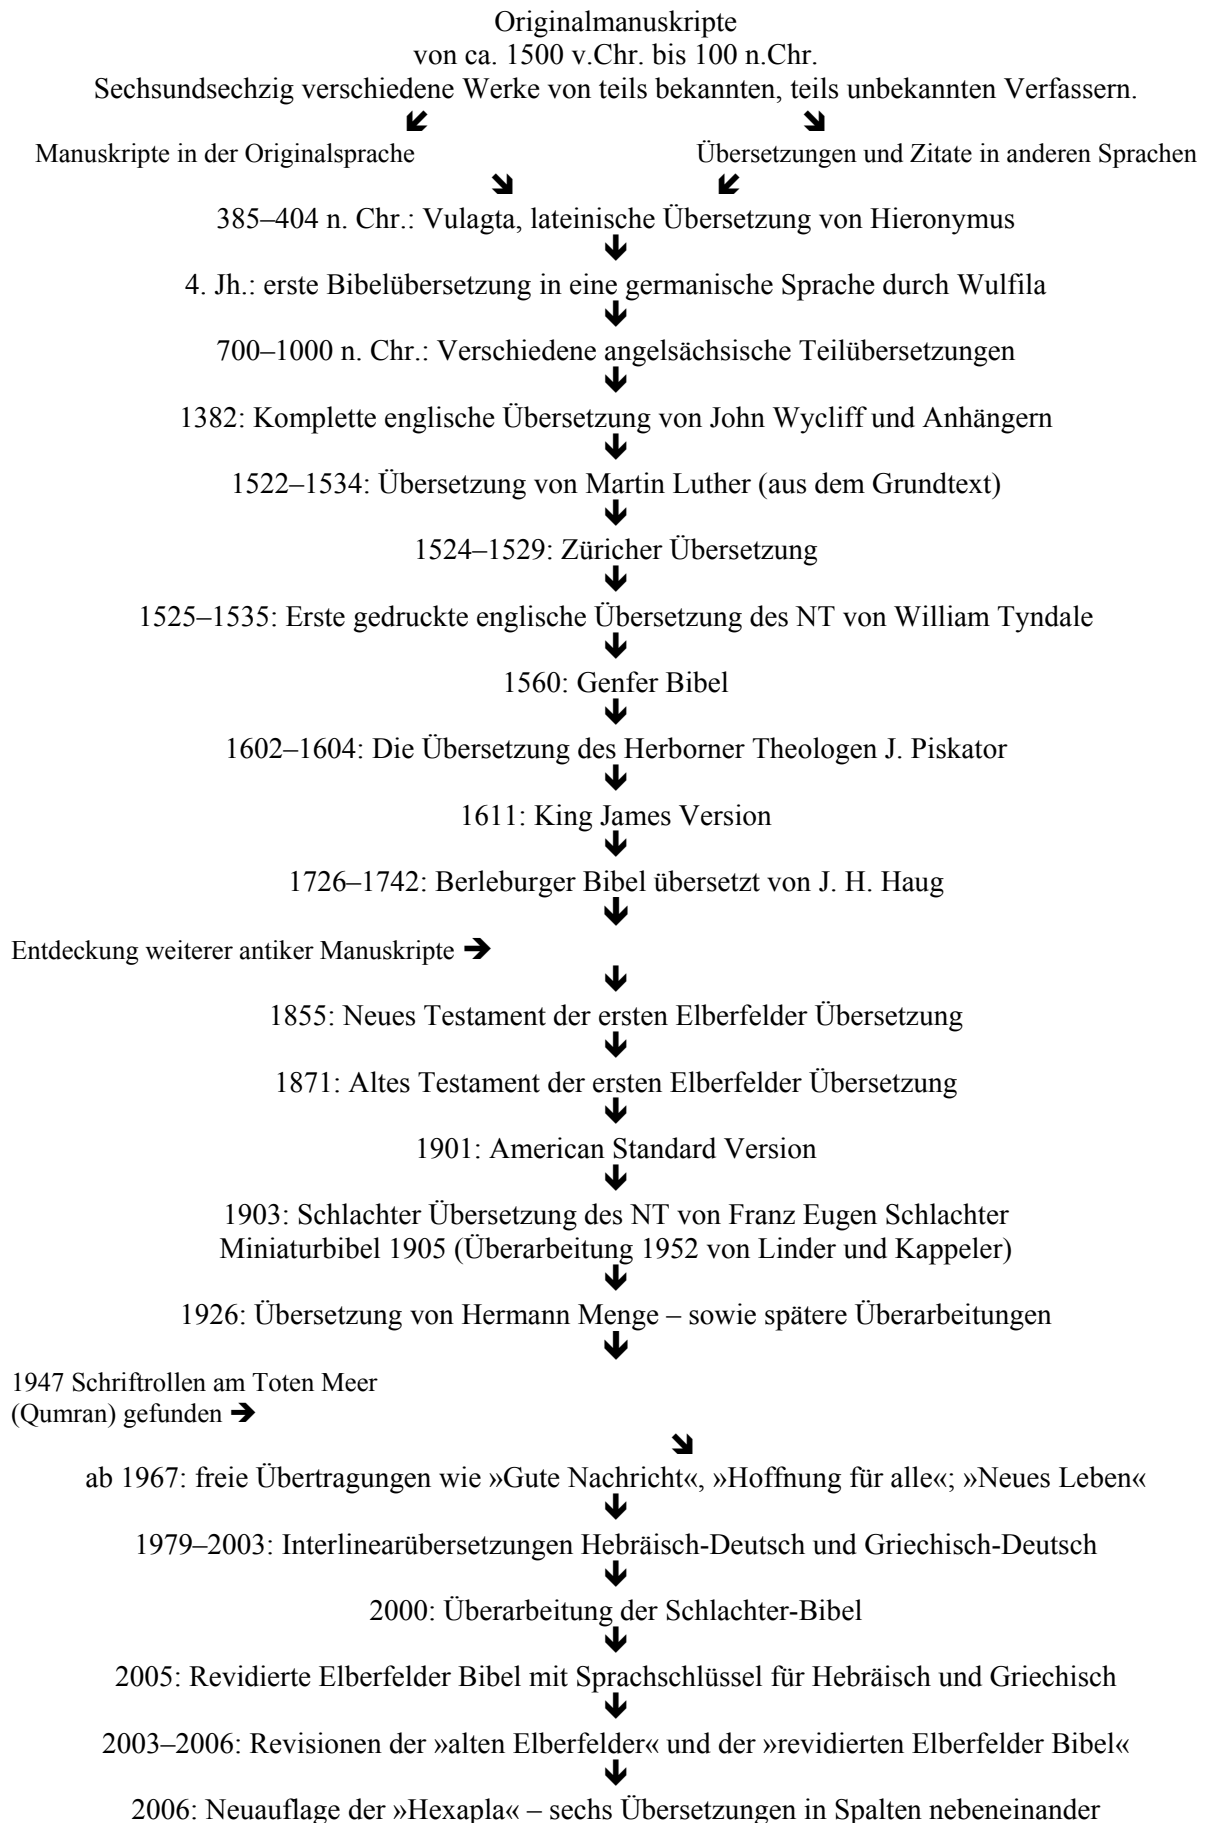 Originalmanuskripte
von ca. 1500 v.Chr. bis 100 n.Chr.
Sechsundsechzig verschiedene Werke von teils bekannten, teils unbekannten Verfassern.
Manuskripte in der Originalsprache
Übersetzungen und Zitate in anderen Sprachen
385–404 n. Chr.: Vulagta, lateinische Übersetzung von Hieronymus
4. Jh.: erste Bibelübersetzung in eine germanische Sprache durch Wulfila
700–1000 n. Chr.: Verschiedene angelsächsische Teilübersetzungen
1382: Komplette englische Übersetzung von John Wycliff und Anhängern
1522–1534: Übersetzung von Martin Luther (aus dem Grundtext)
1524–1529: Züricher Übersetzung
1525–1535: Erste gedruckte englische Übersetzung des NT von William Tyndale
1560: Genfer Bibel
1602–1604: Die Übersetzung des Herborner Theologen J. Piskator
1611: King James Version
1726–1742: Berleburger Bibel übersetzt von J. H. Haug
Entdeckung weiterer antiker Manuskripte
1855: Neues Testament der ersten Elberfelder Übersetzung
1871: Altes Testament der ersten Elberfelder Übersetzung
1901: American Standard Version
1903: Schlachter Übersetzung des NT von Franz Eugen Schlachter
Miniaturbibel 1905 (Überarbeitung 1952 von Linder und Kappeler)
1926: Übersetzung von Hermann Menge – sowie spätere Überarbeitungen
1947 Schriftrollen am Toten Meer
(Qumran) gefunden
ab 1967: freie Übertragungen wie »Gute Nachricht«, »Hoffnung für alle«; »Neues Leben«
1979–2003: Interlinearübersetzungen Hebräisch-Deutsch und Griechisch-Deutsch
2000: Überarbeitung der Schlachter-Bibel
2005: Revidierte Elberfelder Bibel mit Sprachschlüssel für Hebräisch und Griechisch
2003–2006: Revisionen der »alten Elberfelder« und der »revidierten Elberfelder Bibel«
2006: Neuauflage der »Hexapla« – sechs Übersetzungen in Spalten nebeneinander